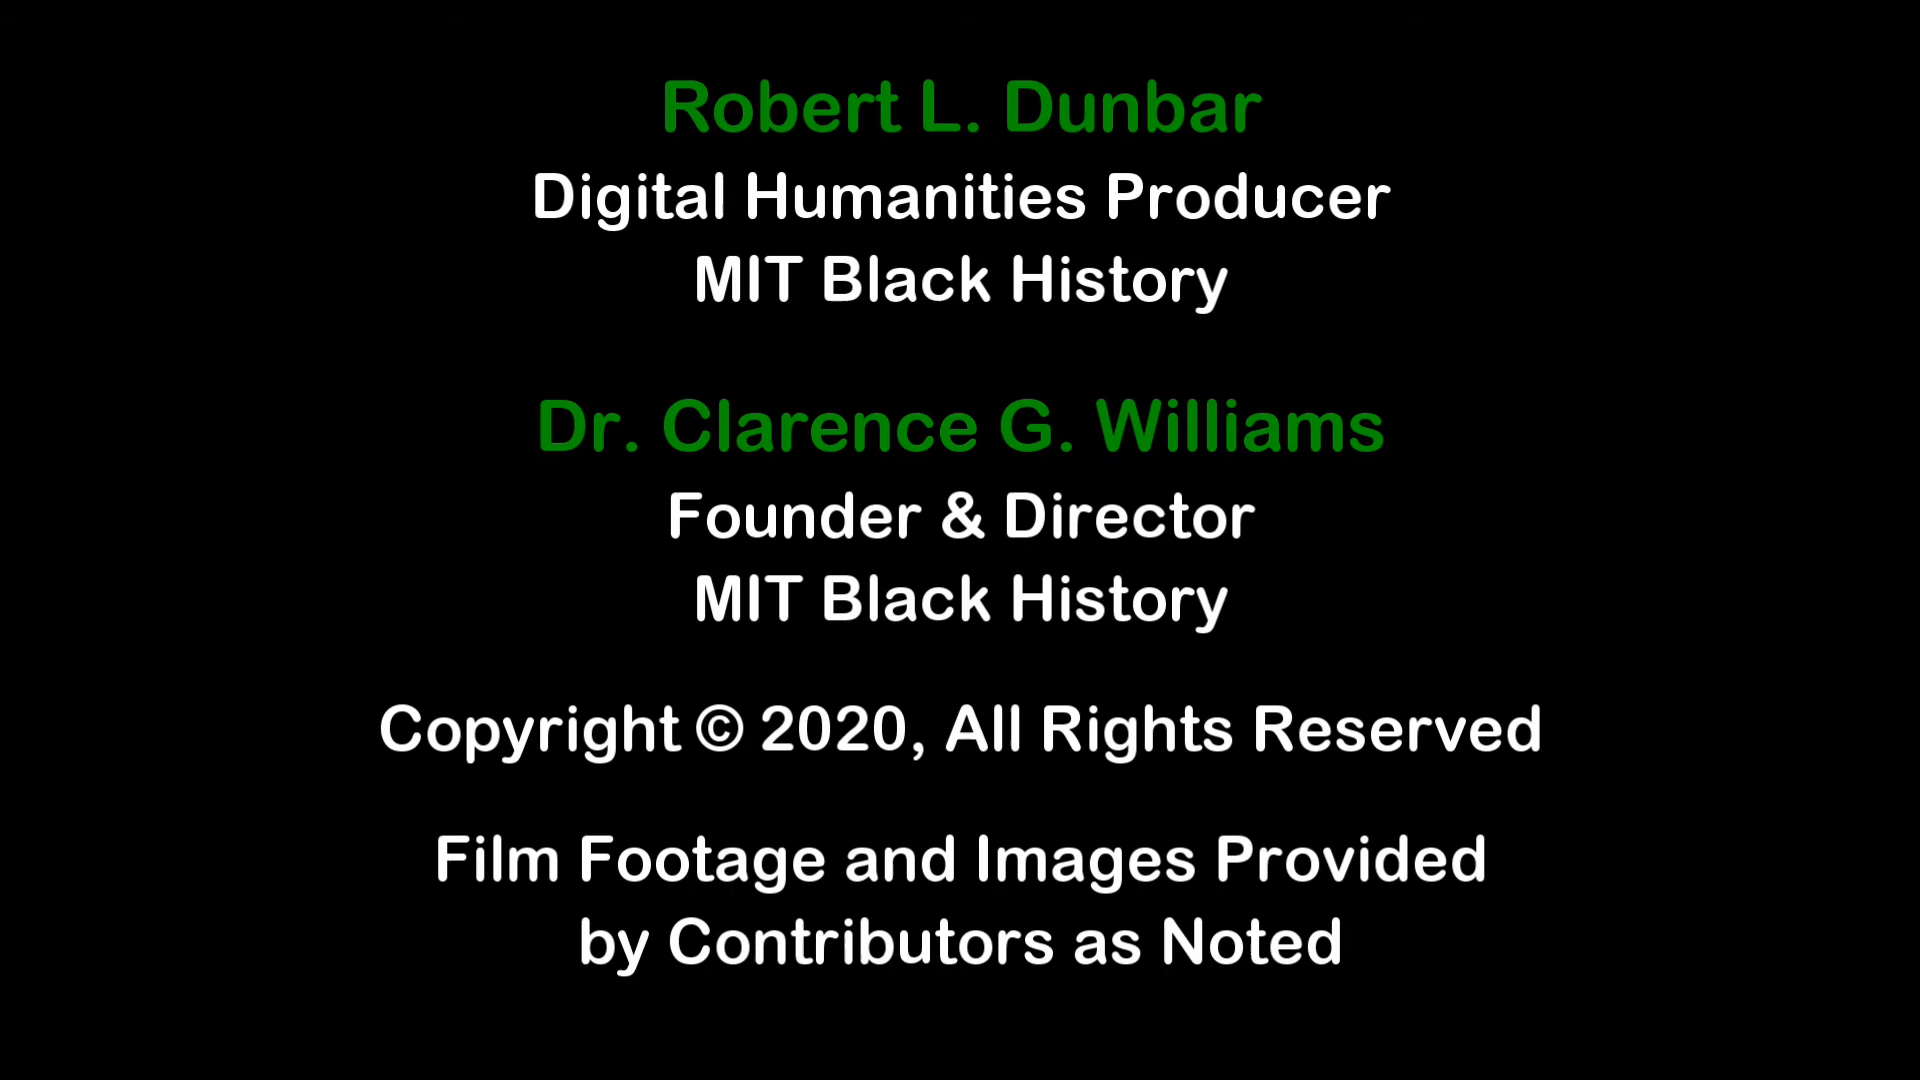 Robert L. Dunbar
Digital Humanities Producer
MIT Black History
Dr. Clarence G. Williams
Founder & Director
MIT Black History
Copyright © 2020, All Rights Reserved
Film Footage and Images Provided
by Contributors as Noted